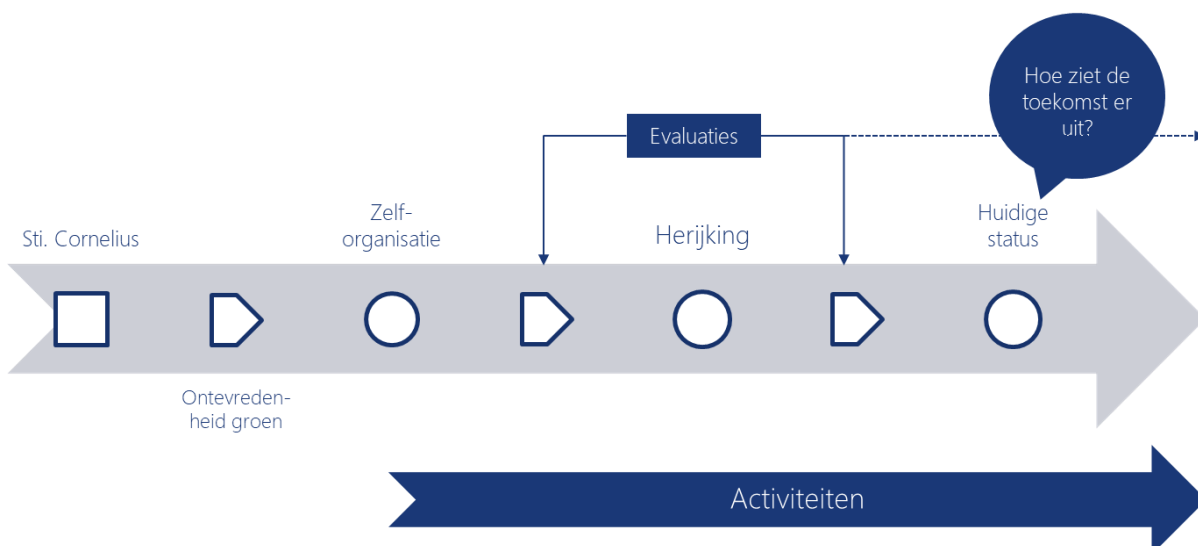 Hoe ziet de
toekomst er
uit?
Evaluaties
Sti. Cornelius
Zelf-
organisatie
Herijking
Huidige
status
Ontevreden-
heid groen
Activiteiten